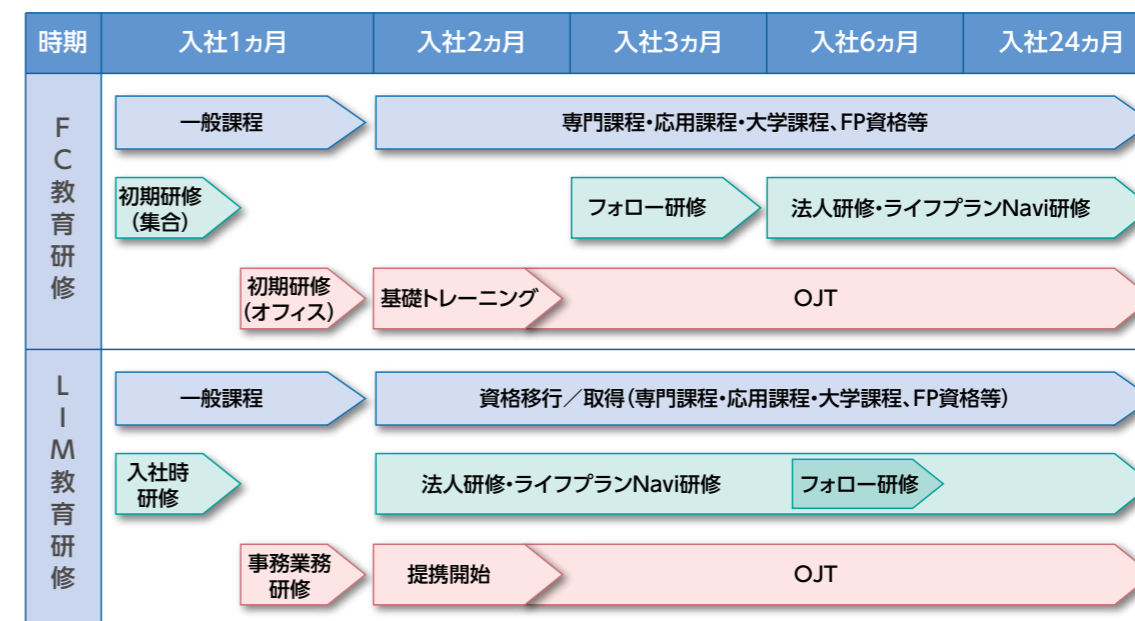 時期 入社1ヵ月 入社2ヵ月 入社3ヵ月 入社6ヵ月 入社24ヵ月
FC教育研修
一般課程
専門課程・応用課程・大学課程、FP資格等
初期研修
(集合)
フォロー研修
法人研修・ライフプランNavi研修
初期研修
(オフィス)
基礎トレーニング
OJT
LIM教育研修
一般課程
資格移行／取得(専門課程・応用課程・大学課程、FP資格等)
入社時
研修
法人研修・ライフプランNavi研修
フォロー研修
事務業務
研修
提携開始
OJT